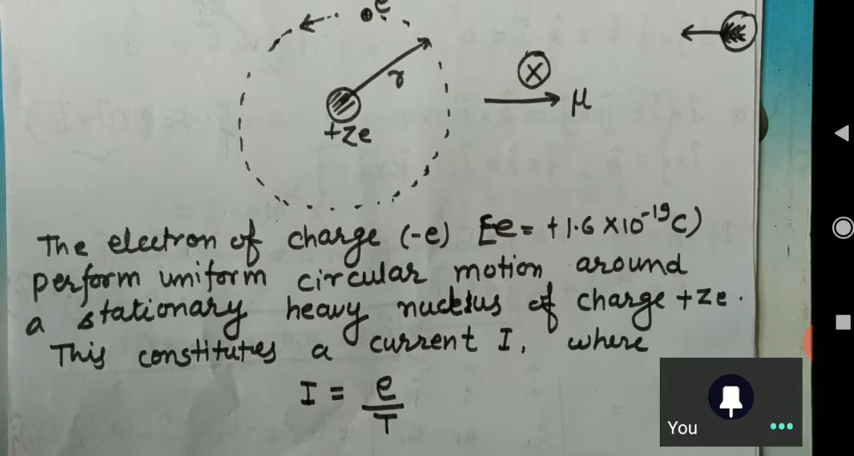 e
r
+Ze
μ
The electron of charge (-e) [e = +1.6 × 10⁻¹⁹ C)
perform uniform circular motion around
a stationary heavy nucleus of charge +Ze.
This constitutes a current I, where
I = e/T
You